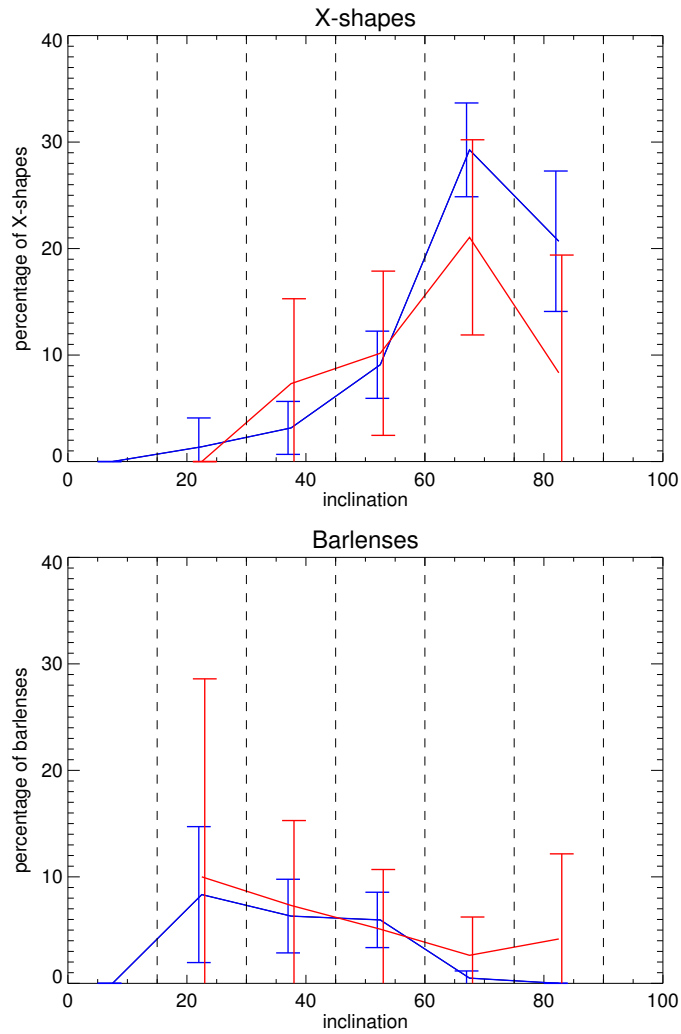 X-shapes
40
30
20
10
0
percentage of X-shapes
0 20 40 60 80 100
inclination
Barlenses
40
30
20
10
0
percentage of barlenses
0 20 40 60 80 100
inclination